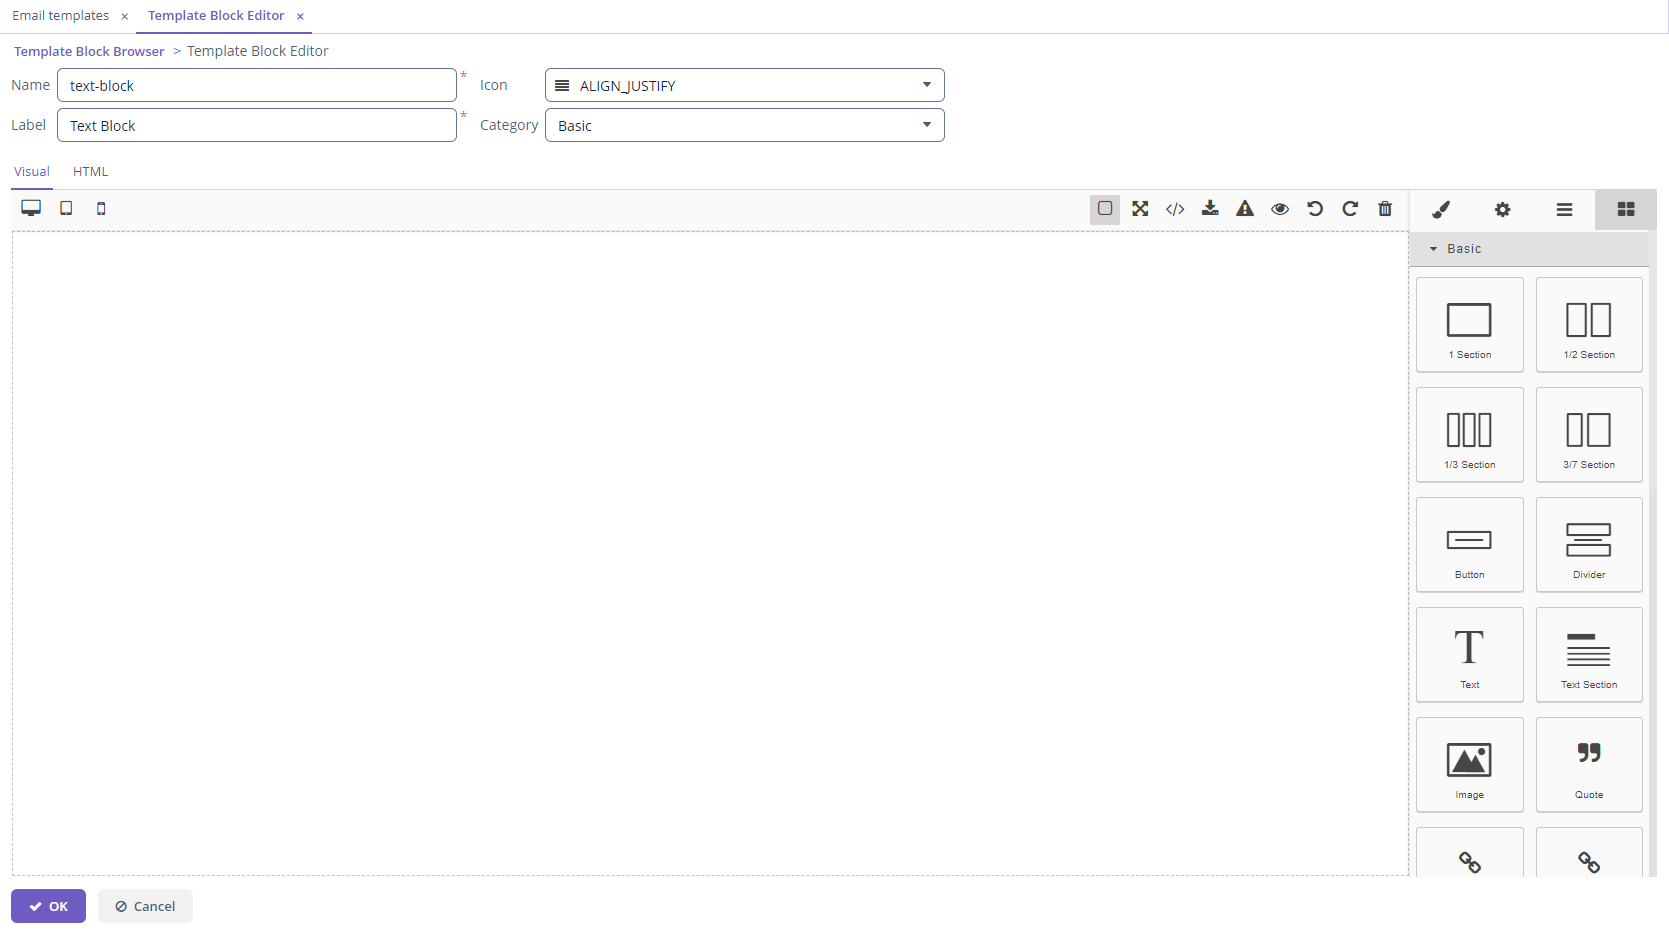 Email templates × Template Block Editor ×
Template Block Browser > Template Block Editor
Name text-block * Icon ALIGN_JUSTIFY
Label Text Block * Category Basic
Visual HTML
Basic
1 Section 1/2 Section
1/3 Section 3/7 Section
Button Divider
Text Text Section
Image Quote
OK Cancel